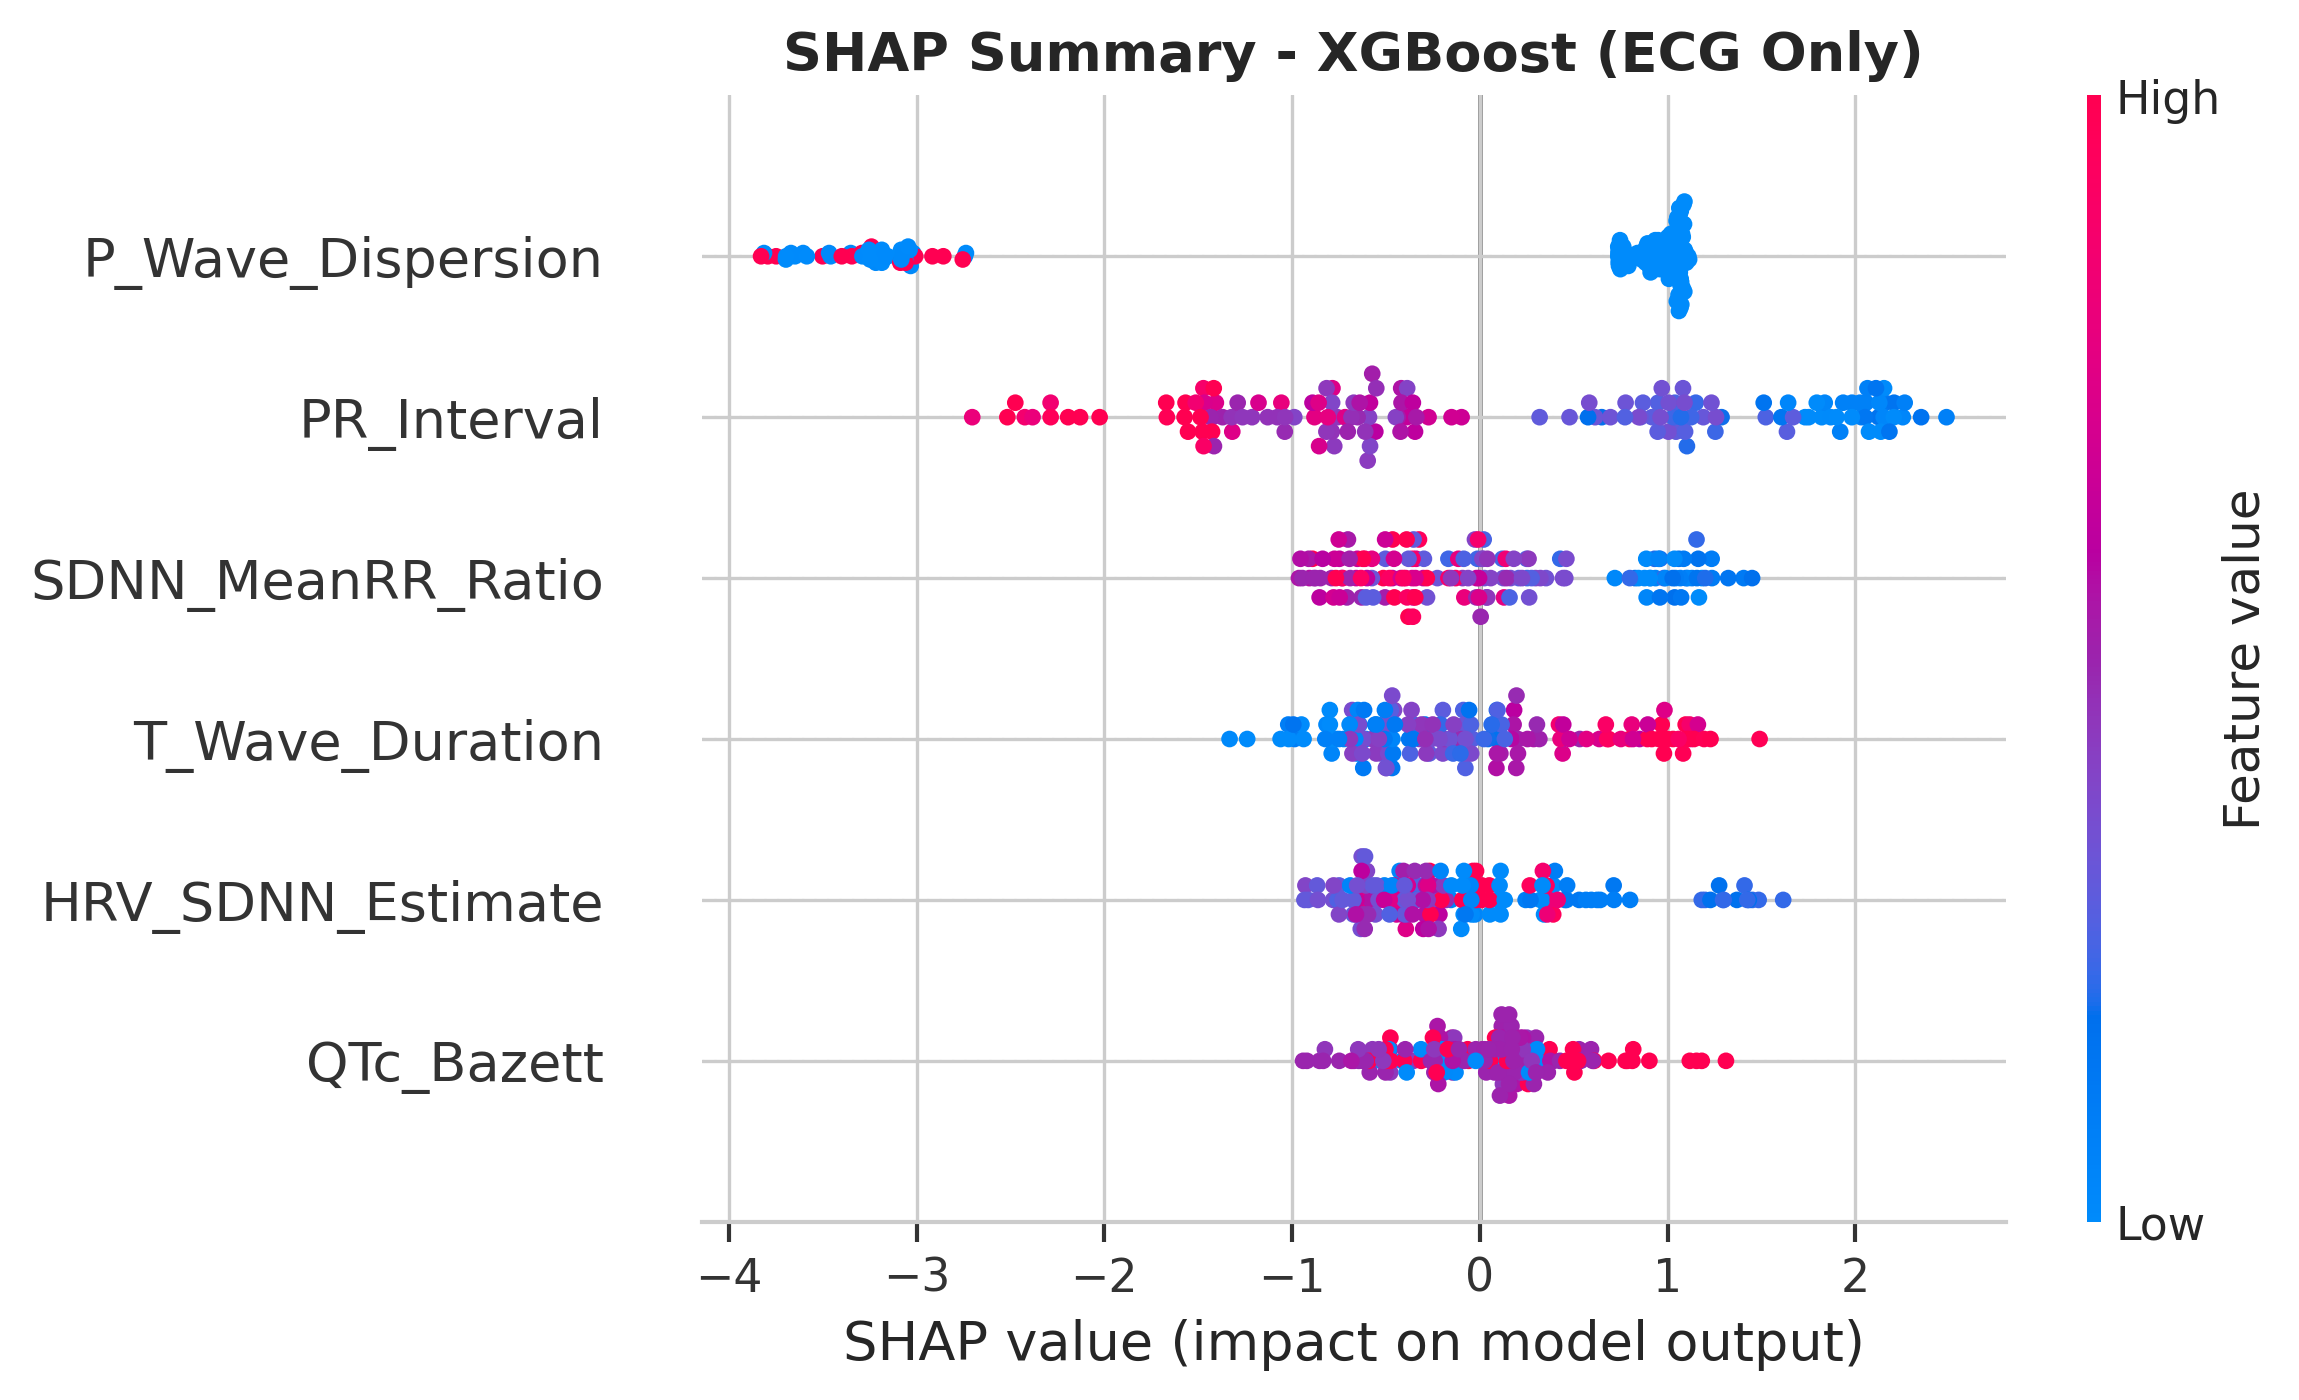 SHAP Summary - XGBoost (ECG Only)
High
P_Wave_Dispersion
PR_Interval
SDNN_MeanRR_Ratio
T_Wave_Duration
HRV_SDNN_Estimate
QTc_Bazett
Feature value
Low
−4 −3 −2 −1 0 1 2
SHAP value (impact on model output)